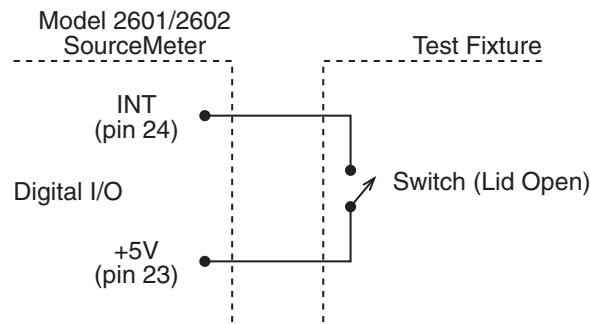 Model 2601/2602
SourceMeter
Test Fixture
INT
(pin 24)
Switch (Lid Open)
Digital I/O
+5V
(pin 23)